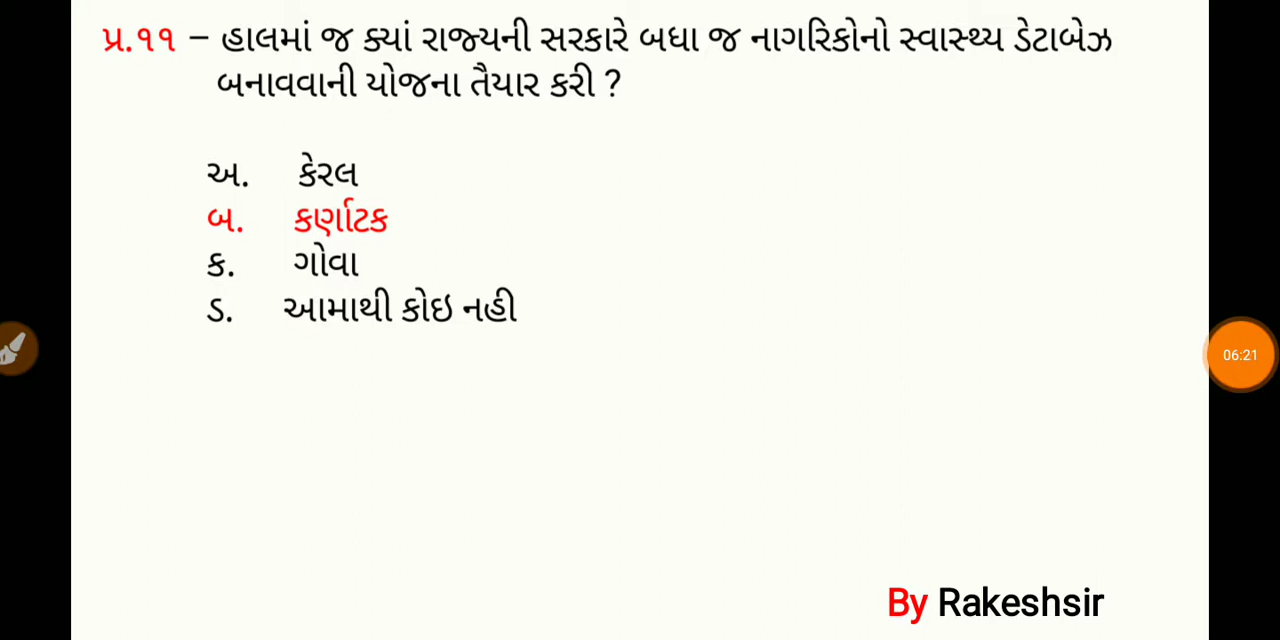 પ્ર.૧૧ – હાલમાં જ ક્યાં રાજ્યની સરકારે બધા જ નાગરિકોનો સ્વાસ્થ્ય ડેટાબેઝ
બનાવવાની યોજના તૈયાર કરી ?
અ. કેરલ
બ. કર્ણાટક
ક. ગોવા
ડ. આમાથી કોઇ નહી
06:21
By Rakeshsir